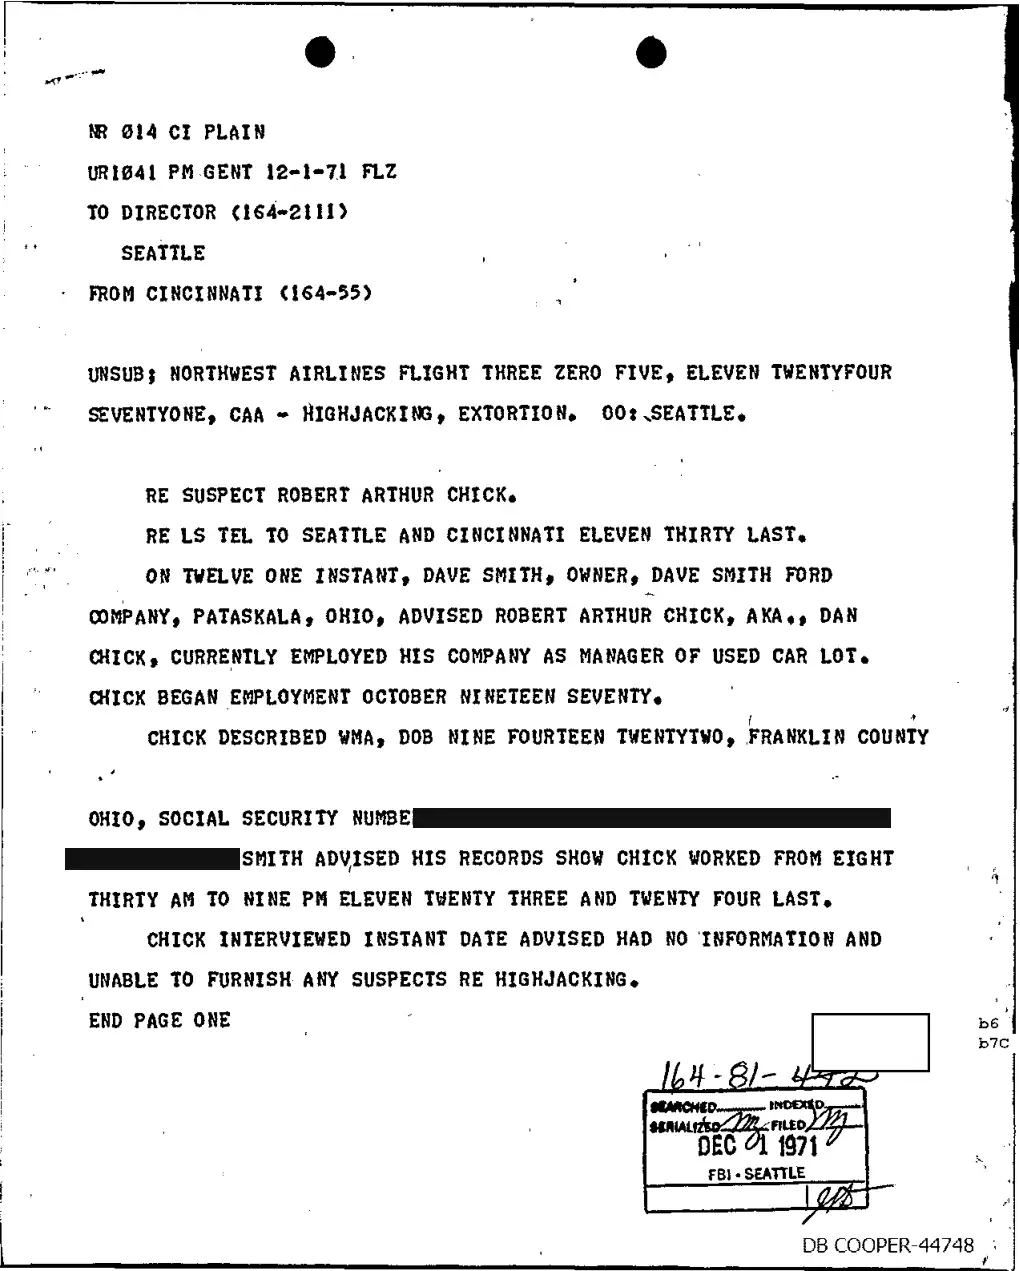 NR 014 CI PLAIN
UR1041 PM GENT 12-1-71 FLZ
TO DIRECTOR (164-2111)
SEATTLE
FROM CINCINNATI (164-55)
UNSUB; NORTHWEST AIRLINES FLIGHT THREE ZERO FIVE, ELEVEN TWENTYFOUR
SEVENTYONE, CAA - HIGHJACKING, EXTORTION. OO: SEATTLE.
RE SUSPECT ROBERT ARTHUR CHICK.
RE LS TEL TO SEATTLE AND CINCINNATI ELEVEN THIRTY LAST.
ON TWELVE ONE INSTANT, DAVE SMITH, OWNER, DAVE SMITH FORD
COMPANY, PATASKALA, OHIO, ADVISED ROBERT ARTHUR CHICK, AKA., DAN
CHICK, CURRENTLY EMPLOYED HIS COMPANY AS MANAGER OF USED CAR LOT.
CHICK BEGAN EMPLOYMENT OCTOBER NINETEEN SEVENTY.
CHICK DESCRIBED WMA, DOB NINE FOURTEEN TWENTYTWO, FRANKLIN COUNTY
OHIO, SOCIAL SECURITY NUMBE
SMITH ADVISED HIS RECORDS SHOW CHICK WORKED FROM EIGHT
THIRTY AM TO NINE PM ELEVEN TWENTY THREE AND TWENTY FOUR LAST.
CHICK INTERVIEWED INSTANT DATE ADVISED HAD NO INFORMATION AND
UNABLE TO FURNISH ANY SUSPECTS RE HIGHJACKING.
END PAGE ONE
b6
b7C
164-81-
SEARCHED INDEXED
SERIALIZED FILED
DEC 01 1971
FBI - SEATTLE
DB COOPER-44748